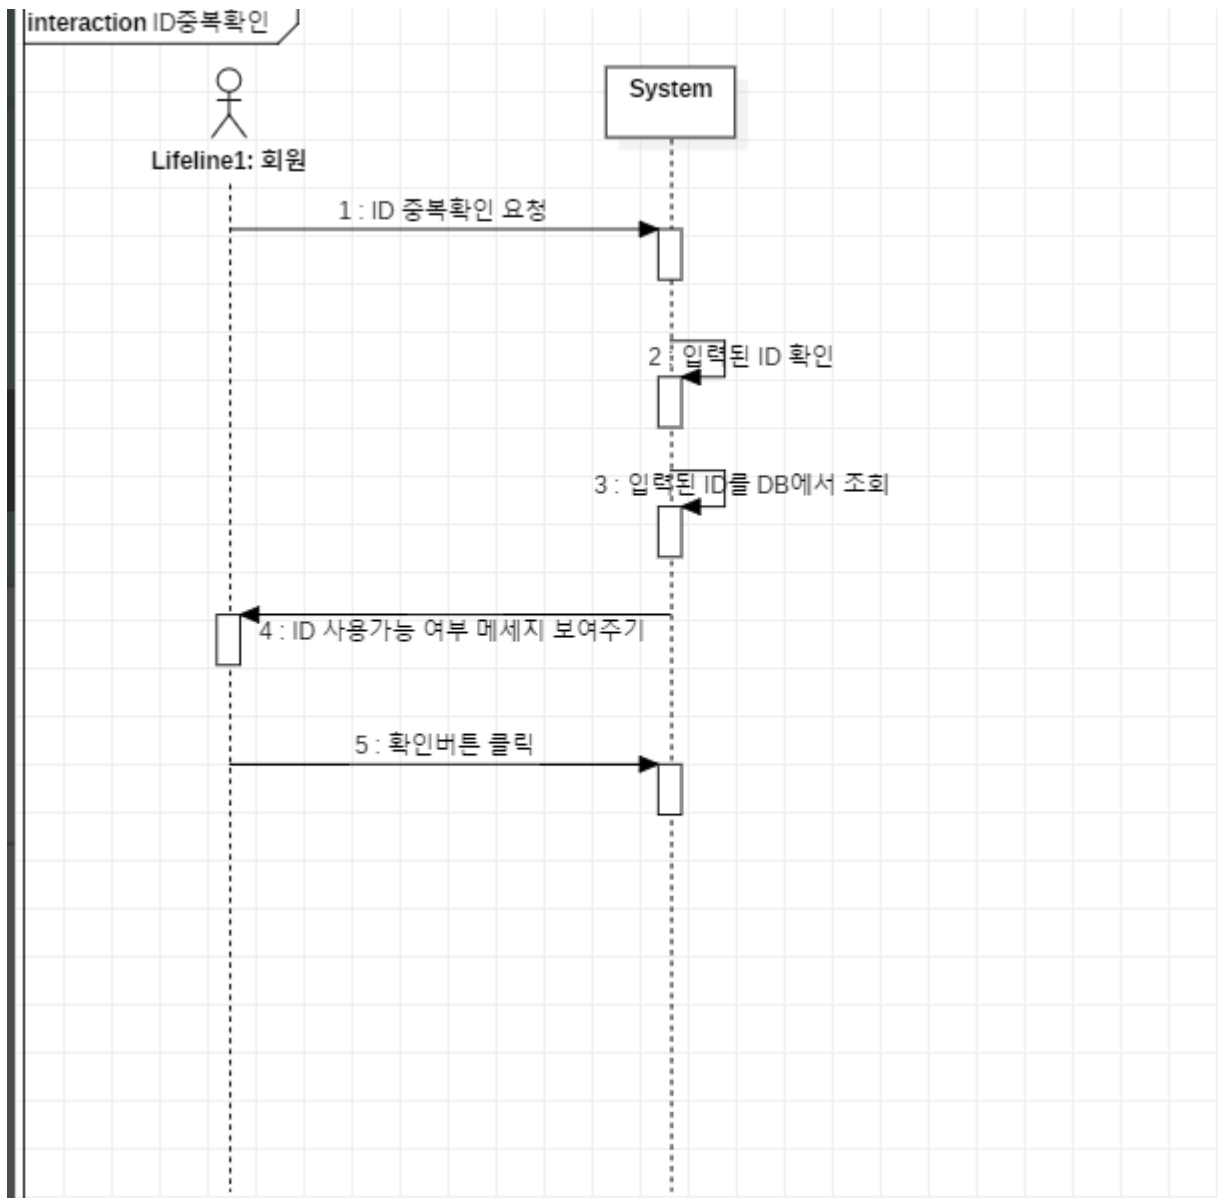 interaction ID중복확인
System
Lifeline1: 회원
1 : ID 중복확인 요청
2 : 입력된 ID 확인
3 : 입력된 ID를 DB에서 조회
4 : ID 사용가능 여부 메세지 보여주기
5 : 확인버튼 클릭